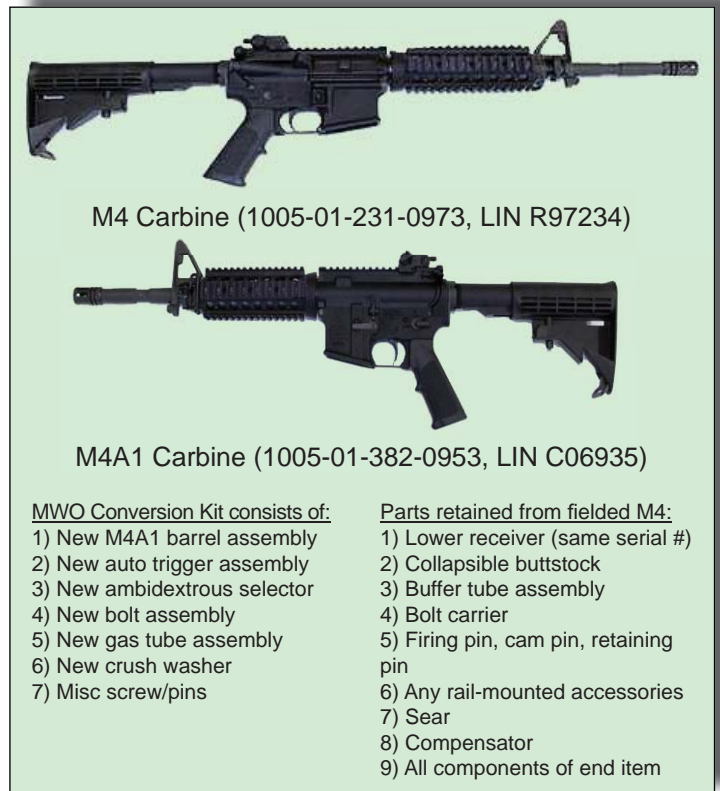 M4 Carbine (1005-01-231-0973, LIN R97234)
M4A1 Carbine (1005-01-382-0953, LIN C06935)
MWO Conversion Kit consists of:
1) New M4A1 barrel assembly
2) New auto trigger assembly
3) New ambidextrous selector
4) New bolt assembly
5) New gas tube assembly
6) New crush washer
7) Misc screw/pins
Parts retained from fielded M4:
1) Lower receiver (same serial #)
2) Collapsible buttstock
3) Buffer tube assembly
4) Bolt carrier
5) Firing pin, cam pin, retaining
pin
6) Any rail-mounted accessories
7) Sear
8) Compensator
9) All components of end item